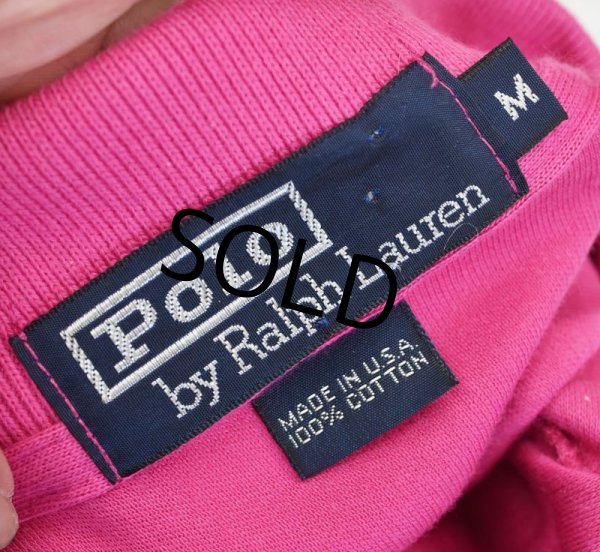 Polo
by Ralph Lauren
M
MADE IN U.S.A.
100% COTTON
SOLD